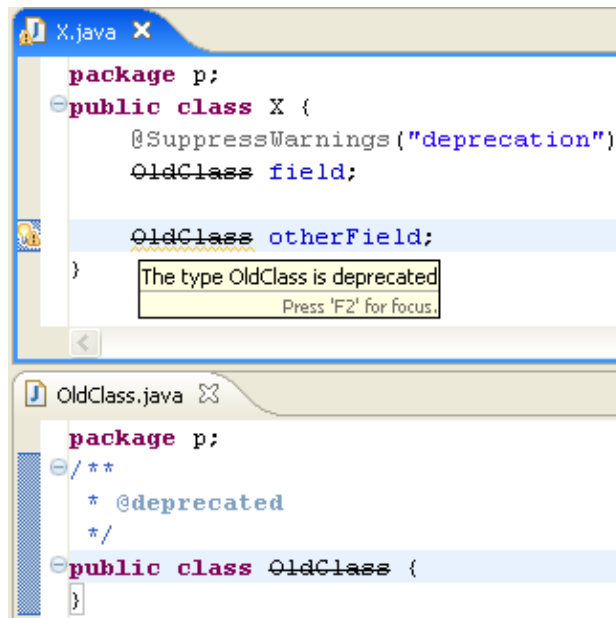 X.java
package p;
public class X {
@SuppressWarnings("deprecation")
OldClass field;
OldClass otherField;
}
The type OldClass is deprecated
Press 'F2' for focus.
OldClass.java
package p;
/**
* @deprecated
*/
public class OldClass {
}